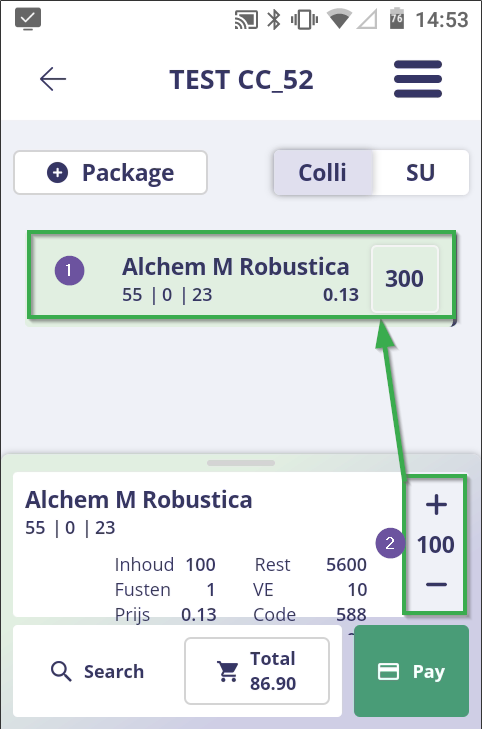 76 14:53
TEST CC_52
Package Colli SU
1 Alchem M Robustica 300
55 | 0 | 23 0.13
Alchem M Robustica
55 | 0 | 23
2 100
Inhoud 100 Rest 5600
Fusten 1 VE 10
Prijs 0.13 Code 588
Search Total 86.90 Pay